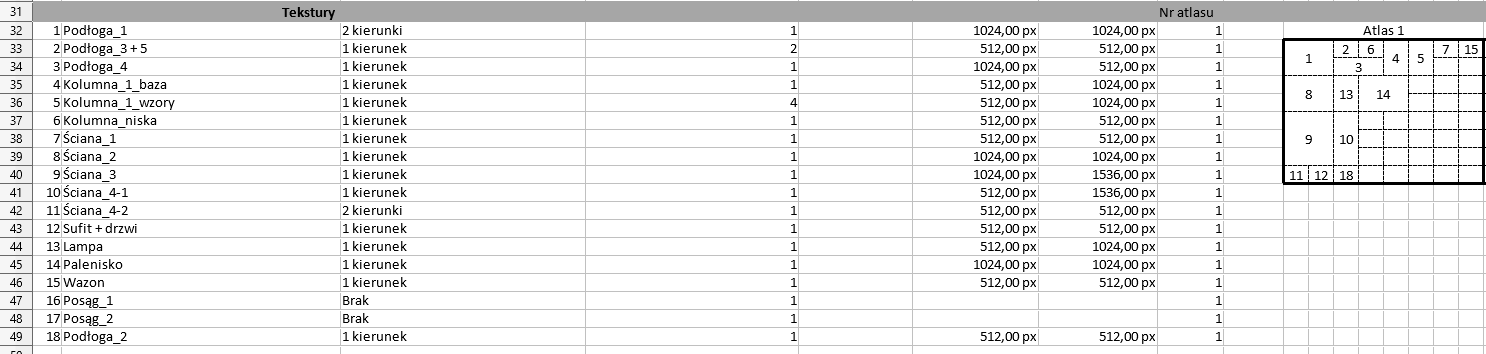 31 Tekstury Nr atlasu
32 1 Podłoga_1 2 kierunki 1 1024,00 px 1024,00 px 1 Atlas 1
33 2 Podłoga_3 + 5 1 kierunek 2 512,00 px 512,00 px 1 1 2 6 4 5 7 15
34 3 Podłoga_4 1 kierunek 1 1024,00 px 512,00 px 1 3
35 4 Kolumna_1_baza 1 kierunek 1 512,00 px 1024,00 px 1 8 13 14
36 5 Kolumna_1_wzory 1 kierunek 4 512,00 px 1024,00 px 1
37 6 Kolumna_niska 1 kierunek 1 512,00 px 512,00 px 1 9 10
38 7 Ściana_1 1 kierunek 1 512,00 px 512,00 px 1
39 8 Ściana_2 1 kierunek 1 1024,00 px 1024,00 px 1
40 9 Ściana_3 1 kierunek 1 1024,00 px 1536,00 px 1 11 12 18
41 10 Ściana_4-1 1 kierunek 1 512,00 px 1536,00 px 1
42 11 Ściana_4-2 2 kierunki 1 512,00 px 512,00 px 1
43 12 Sufit + drzwi 1 kierunek 1 512,00 px 512,00 px 1
44 13 Lampa 1 kierunek 1 512,00 px 1024,00 px 1
45 14 Palenisko 1 kierunek 1 1024,00 px 1024,00 px 1
46 15 Wazon 1 kierunek 1 512,00 px 512,00 px 1
47 16 Posąg_1 Brak 1 1
48 17 Posąg_2 Brak 1 1
49 18 Podłoga_2 1 kierunek 1 512,00 px 512,00 px 1